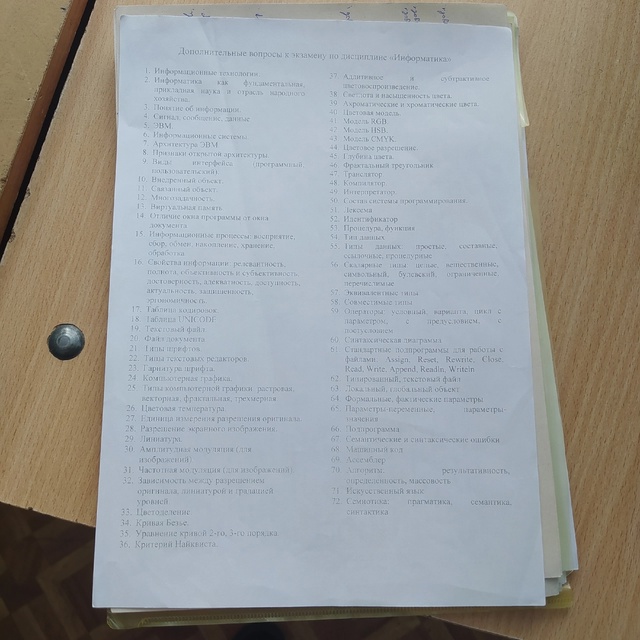 Дополнительные вопросы к экзамену по дисциплине «Информатика»
1. Информационные технологии.
2. Информатика как фундаментальная,
прикладная наука и отрасль народного
хозяйства.
3. Понятие об информации.
4. Сигнал, сообщение, данные
5. ЭВМ.
6. Информационные системы
7. Архитектура ЭВМ
8. Признаки открытой архитектуры.
9. Виды интерфейса (программный,
пользовательский)
10. Внедренный объект.
11. Связанный объект.
12. Многозадачность.
13. Виртуальная память
14. Отличие окна программы от окна
документа
15. Информационные процессы: восприятие,
сбор, обмен, накопление, хранение,
обработка
16. Свойства информации: релевантность,
полнота, объективность и субъективность,
достоверность, адекватность, доступность,
актуальность, защищенность,
эргономичность.
17. Таблица кодировок.
18. Таблица UNICODE
19. Текстовый файл.
20. Файл документа
21. Типы шрифтов
22. Типы текстовых редакторов
23. Гарнитура шрифта.
24. Компьютерная графика.
25. Типы компьютерной графики: растровая,
векторная, фрактальная, трехмерная
26. Цветовая температура
27. Единица измерения разрешения оригинала.
28. Разрешение экранного изображения.
29. Линиатура.
30. Амплитудная модуляция (для
изображений)
31. Частотная модуляция (для изображений)
32. Зависимость между разрешением
оригинала, линиатурой и градацией
уровней
33. Цветоделение
34. Кривая Безье.
35. Уравнение кривой 2-го, 3-го порядка
36. Критерий Найквиста.
37. Аддитивное и субтрактивное
цветовоспроизведение.
38. Светлота и насыщенность цвета.
39. Ахроматические и хроматические цвета.
40. Цветовая модель.
41. Модель RGB.
42. Модель HSB.
43. Модель CMYK.
44. Цветовое разрешение.
45. Глубина цвета.
46. Фрактальный треугольник
47. Транслятор.
48. Компилятор.
49. Интерпретатор.
50. Состав системы программирования.
51. Лексема
52. Идентификатор
53. Процедура, функция
54. Тип данных
55. Типы данных: простые, составные,
ссылочные, процедурные
56. Скалярные типы: целые, вещественные,
символьный, булевский, ограниченные,
перечислимые
57. Эквивалентные типы
58. Совместимые типы
59. Операторы: условный, варианта, цикл с
параметром, с предусловием, с
постусловием
60. Синтаксическая диаграмма
61. Стандартные подпрограммы для работы с
файлами: Assign, Reset, Rewrite, Close,
Read, Write, Append, Readln, Writeln
62. Типизированный, текстовый файл
63. Локальный, глобальный объект.
64. Формальные, фактические параметры.
65. Параметры-переменные, параметры-
значения
66. Подпрограмма.
67. Семантические и синтаксические ошибки
68. Машинный код
69. Ассемблер
70. Алгоритм: результативность,
определенность, массовость
71. Искусственный язык
72. Семиотика: прагматика, семантика,
синтактика